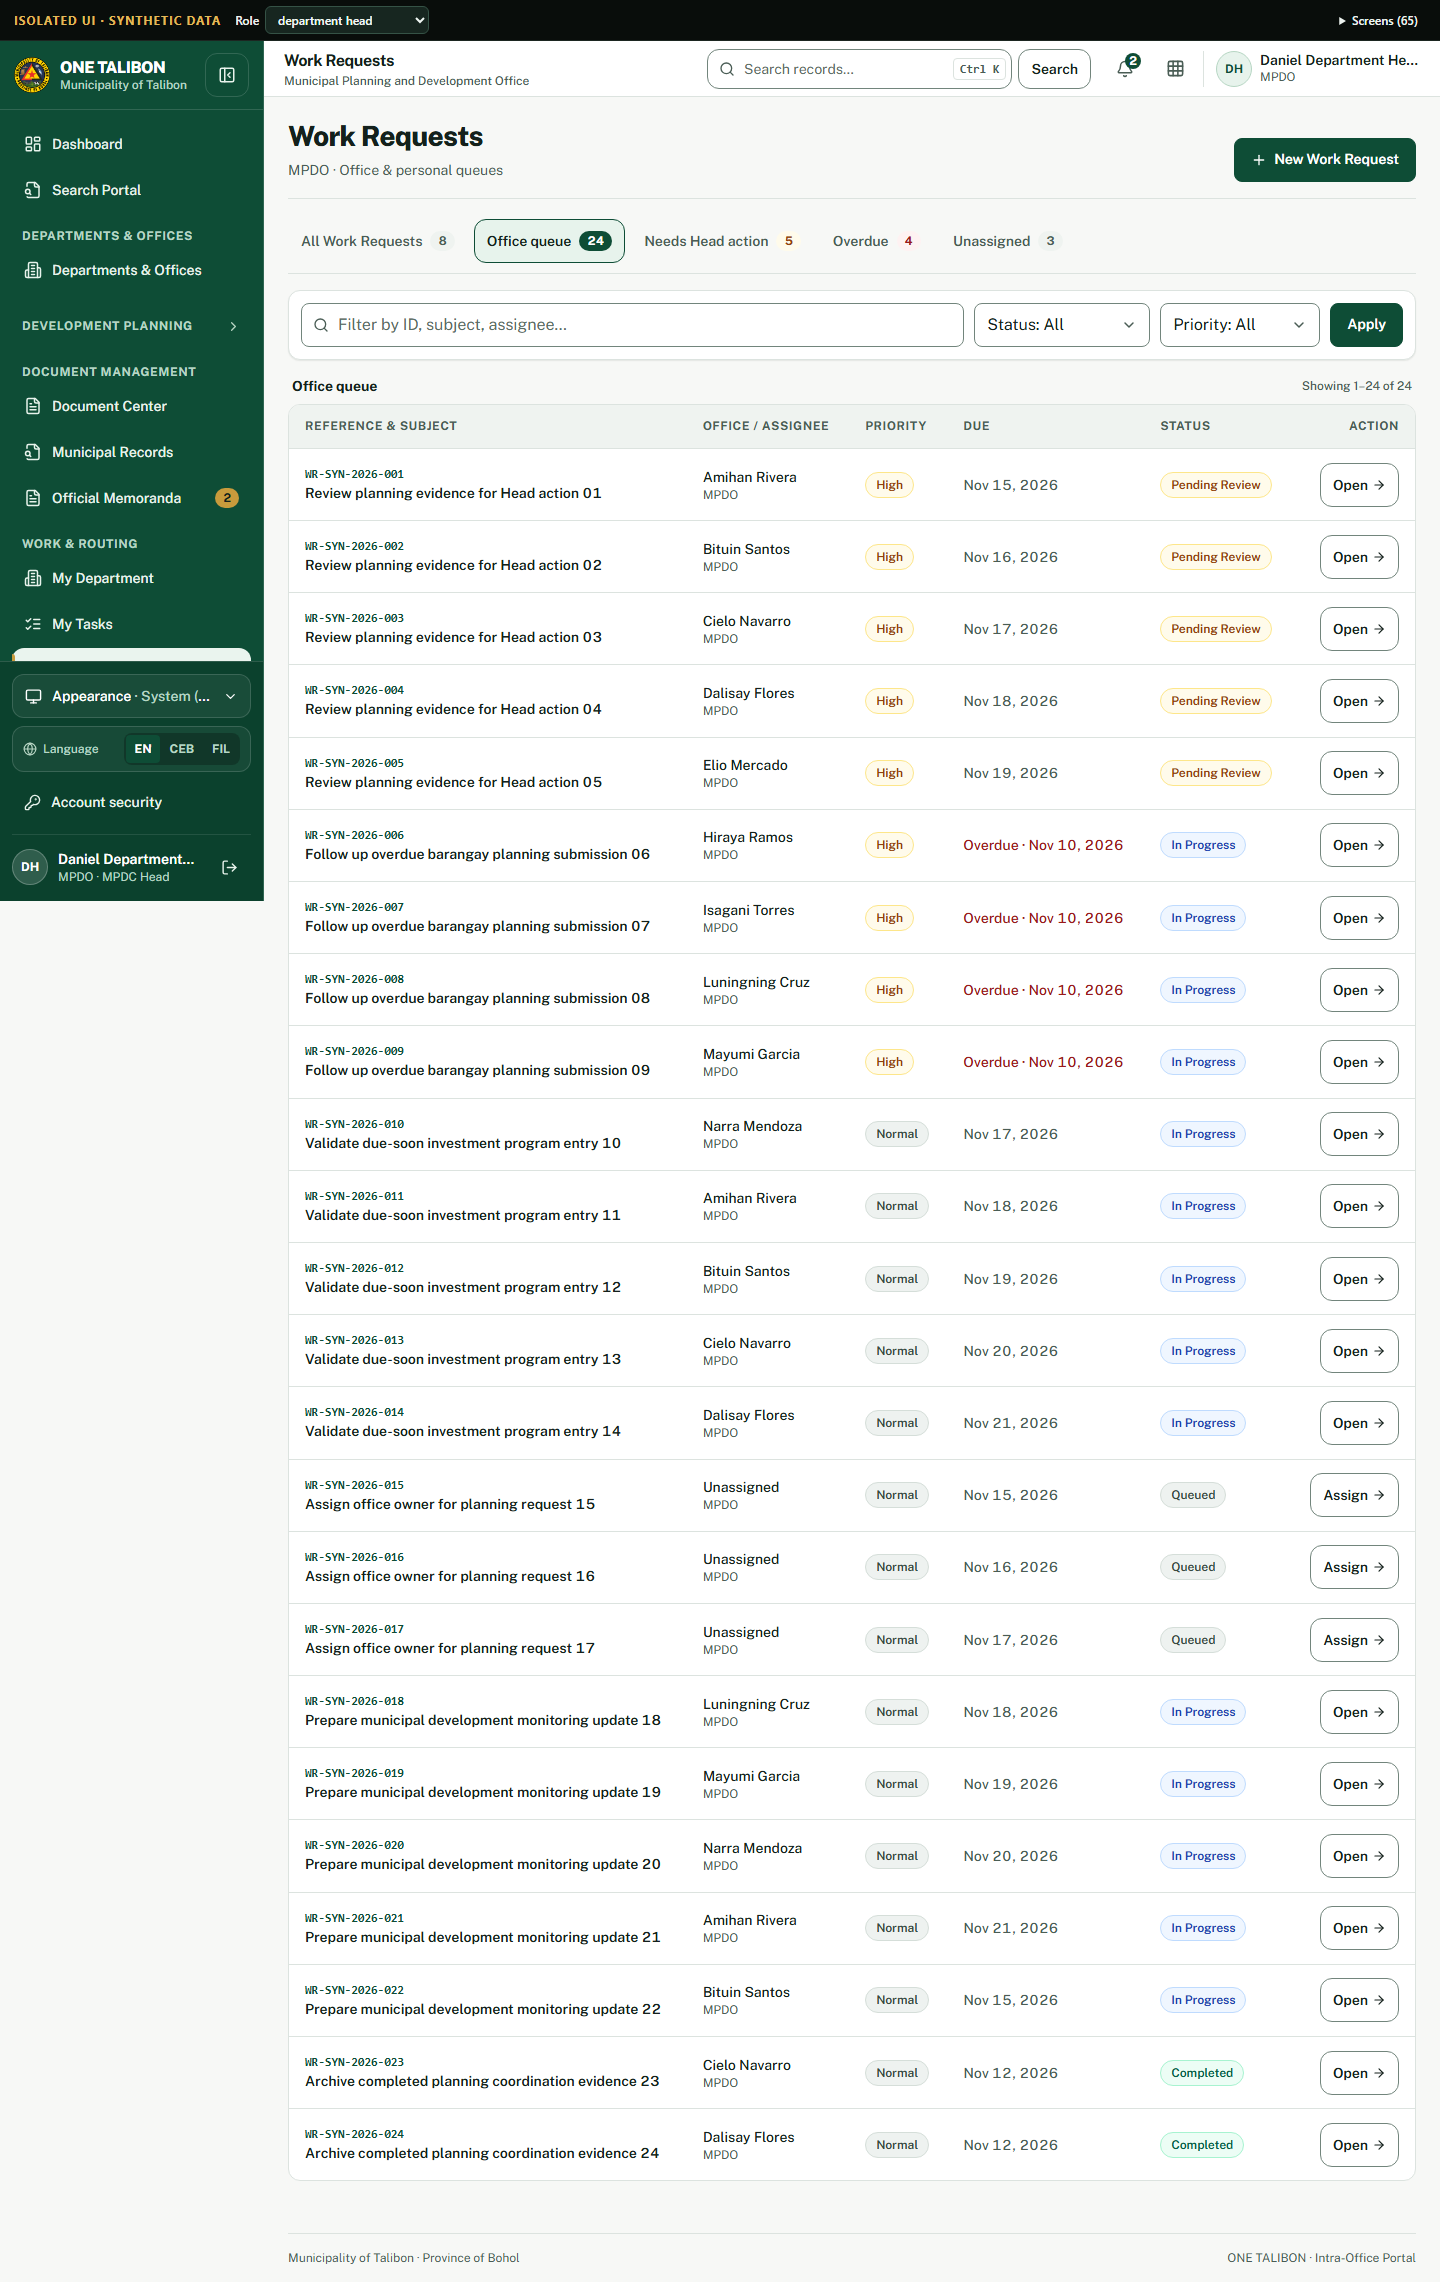 ISOLATED UI · SYNTHETIC DATA Role department head ▶ Screens (65)
ONE TALIBON
Municipality of Talibon
Dashboard
Search Portal
DEPARTMENTS & OFFICES
Departments & Offices
DEVELOPMENT PLANNING
DOCUMENT MANAGEMENT
Document Center
Municipal Records
Official Memoranda 2
WORK & ROUTING
My Department
My Tasks
Appearance · System (...
Language EN CEB FIL
Account security
DH Daniel Department...
MPDO · MPDC Head
Work Requests
Municipal Planning and Development Office
Search records... Ctrl K Search 2 DH Daniel Department He...
MPDO
Work Requests
MPDO · Office & personal queues
+ New Work Request
All Work Requests 8 Office queue 24 Needs Head action 5 Overdue 4 Unassigned 3
Filter by ID, subject, assignee... Status: All Priority: All Apply
Office queue Showing 1–24 of 24
REFERENCE & SUBJECT OFFICE / ASSIGNEE PRIORITY DUE STATUS ACTION
WR-SYN-2026-001
Review planning evidence for Head action 01 Amihan Rivera MPDO High Nov 15, 2026 Pending Review Open →
WR-SYN-2026-002
Review planning evidence for Head action 02 Bituin Santos MPDO High Nov 16, 2026 Pending Review Open →
WR-SYN-2026-003
Review planning evidence for Head action 03 Cielo Navarro MPDO High Nov 17, 2026 Pending Review Open →
WR-SYN-2026-004
Review planning evidence for Head action 04 Dalisay Flores MPDO High Nov 18, 2026 Pending Review Open →
WR-SYN-2026-005
Review planning evidence for Head action 05 Elio Mercado MPDO High Nov 19, 2026 Pending Review Open →
WR-SYN-2026-006
Follow up overdue barangay planning submission 06 Hiraya Ramos MPDO High Overdue · Nov 10, 2026 In Progress Open →
WR-SYN-2026-007
Follow up overdue barangay planning submission 07 Isagani Torres MPDO High Overdue · Nov 10, 2026 In Progress Open →
WR-SYN-2026-008
Follow up overdue barangay planning submission 08 Luningning Cruz MPDO High Overdue · Nov 10, 2026 In Progress Open →
WR-SYN-2026-009
Follow up overdue barangay planning submission 09 Mayumi Garcia MPDO High Overdue · Nov 10, 2026 In Progress Open →
WR-SYN-2026-010
Validate due-soon investment program entry 10 Narra Mendoza MPDO Normal Nov 17, 2026 In Progress Open →
WR-SYN-2026-011
Validate due-soon investment program entry 11 Amihan Rivera MPDO Normal Nov 18, 2026 In Progress Open →
WR-SYN-2026-012
Validate due-soon investment program entry 12 Bituin Santos MPDO Normal Nov 19, 2026 In Progress Open →
WR-SYN-2026-013
Validate due-soon investment program entry 13 Cielo Navarro MPDO Normal Nov 20, 2026 In Progress Open →
WR-SYN-2026-014
Validate due-soon investment program entry 14 Dalisay Flores MPDO Normal Nov 21, 2026 In Progress Open →
WR-SYN-2026-015
Assign office owner for planning request 15 Unassigned MPDO Normal Nov 15, 2026 Queued Assign →
WR-SYN-2026-016
Assign office owner for planning request 16 Unassigned MPDO Normal Nov 16, 2026 Queued Assign →
WR-SYN-2026-017
Assign office owner for planning request 17 Unassigned MPDO Normal Nov 17, 2026 Queued Assign →
WR-SYN-2026-018
Prepare municipal development monitoring update 18 Luningning Cruz MPDO Normal Nov 18, 2026 In Progress Open →
WR-SYN-2026-019
Prepare municipal development monitoring update 19 Mayumi Garcia MPDO Normal Nov 19, 2026 In Progress Open →
WR-SYN-2026-020
Prepare municipal development monitoring update 20 Narra Mendoza MPDO Normal Nov 20, 2026 In Progress Open →
WR-SYN-2026-021
Prepare municipal development monitoring update 21 Amihan Rivera MPDO Normal Nov 21, 2026 In Progress Open →
WR-SYN-2026-022
Prepare municipal development monitoring update 22 Bituin Santos MPDO Normal Nov 15, 2026 In Progress Open →
WR-SYN-2026-023
Archive completed planning coordination evidence 23 Cielo Navarro MPDO Normal Nov 12, 2026 Completed Open →
WR-SYN-2026-024
Archive completed planning coordination evidence 24 Dalisay Flores MPDO Normal Nov 12, 2026 Completed Open →
Municipality of Talibon · Province of Bohol ONE TALIBON · Intra-Office Portal